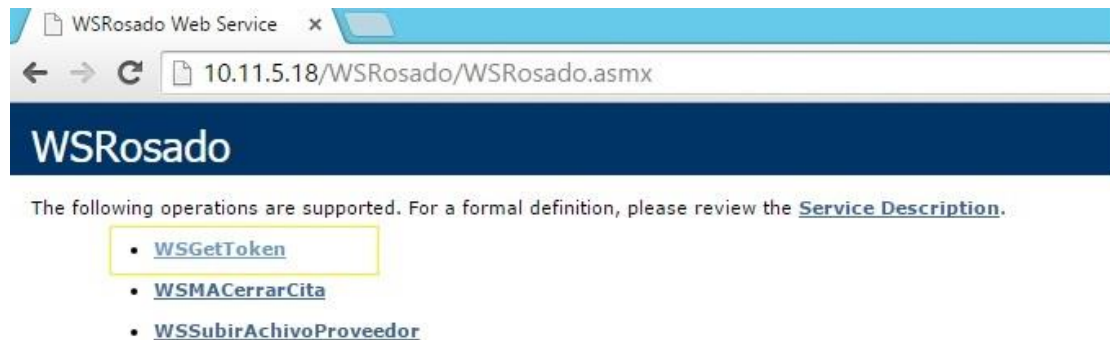 WSRosado Web Service
10.11.5.18/WSRosado/WSRosado.asmx
WSRosado
The following operations are supported. For a formal definition, please review the Service Description.
WSGetToken
WSMACerrarCita
WSSubirAchivoProveedor